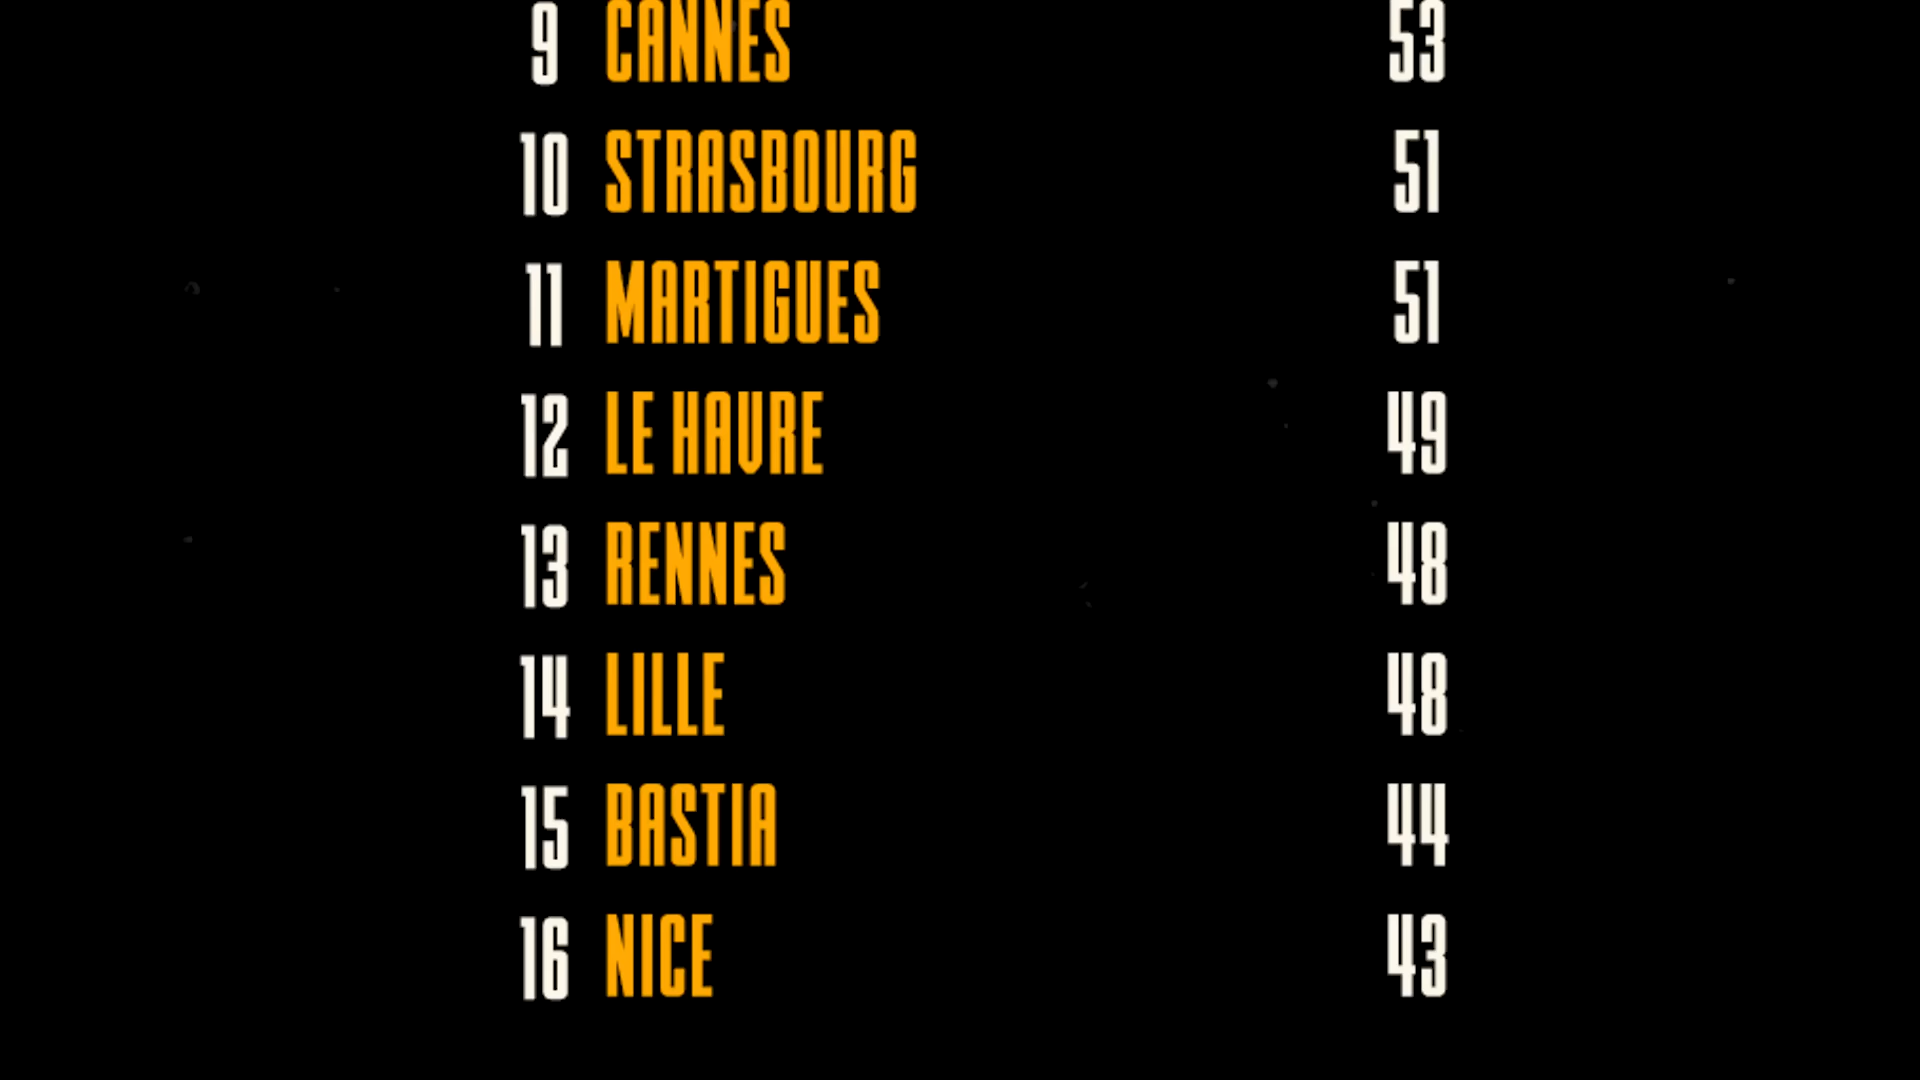 9 CANNES 53
10 STRASBOURG 51
11 MARTIGUES 51
12 LE HAVRE 49
13 RENNES 48
14 LILLE 48
15 BASTIA 44
16 NICE 43